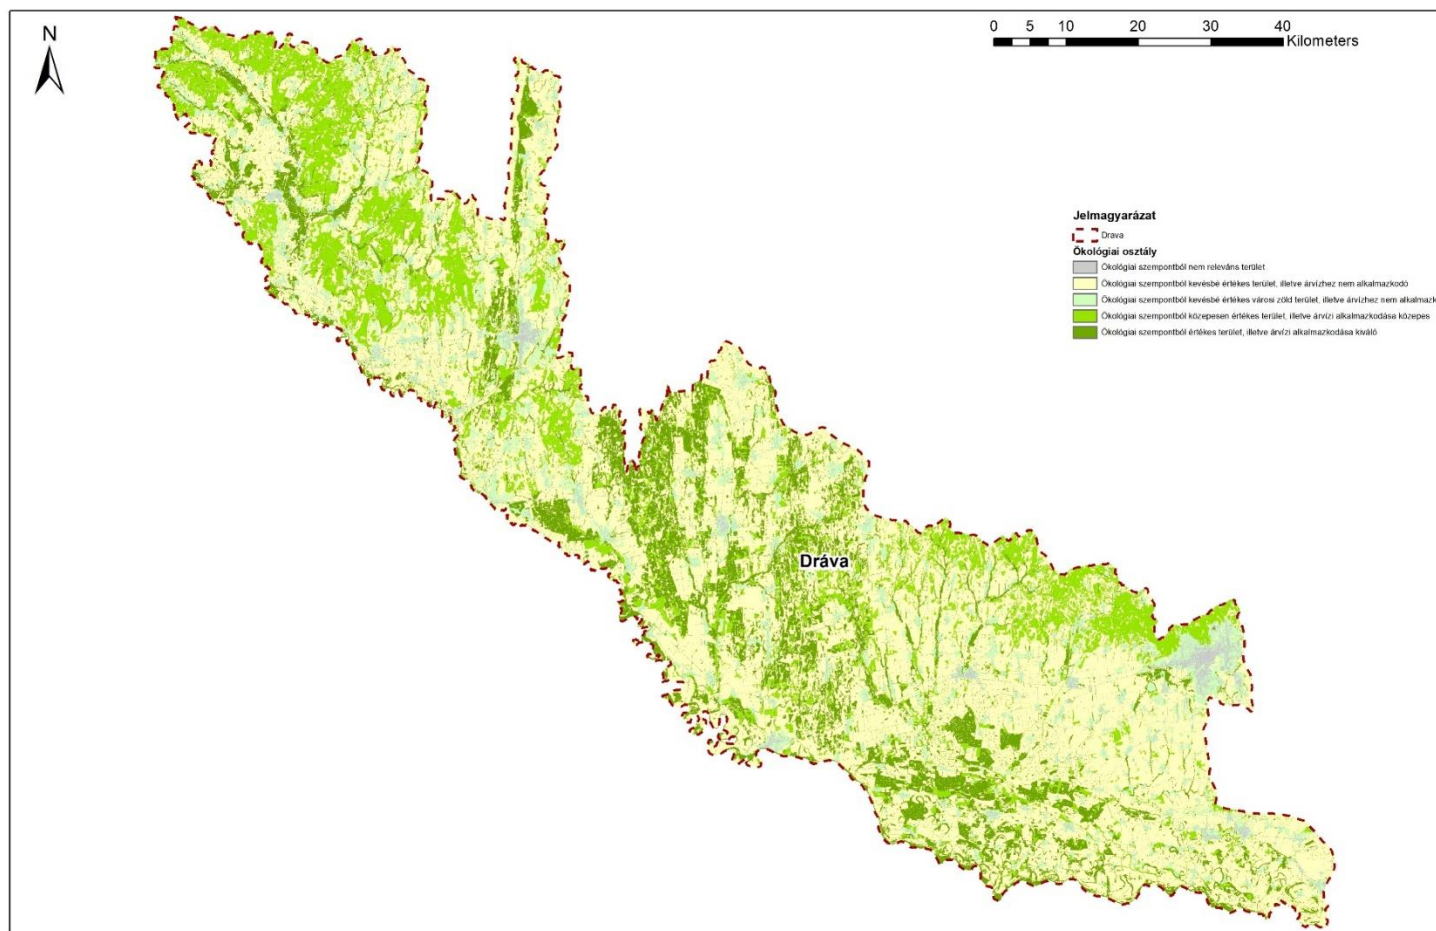 N
0 5 10 20 30 40
Kilometers
Jelmagyarázat
Drava
Ökológiai osztály
Ökológiai szempontból nem releváns terület
Ökológiai szempontból kevésbé értékes terület, illetve árvízhez nem alkalmazkodó
Ökológiai szempontból kevésbé értékes városi zöld terület, illetve árvízhez nem alkalmazk
Ökológiai szempontból közepesen értékes terület, illetve árvízi alkalmazkodása közepes
Ökológiai szempontból értékes terület, illetve árvízi alkalmazkodása kiváló
Dráva